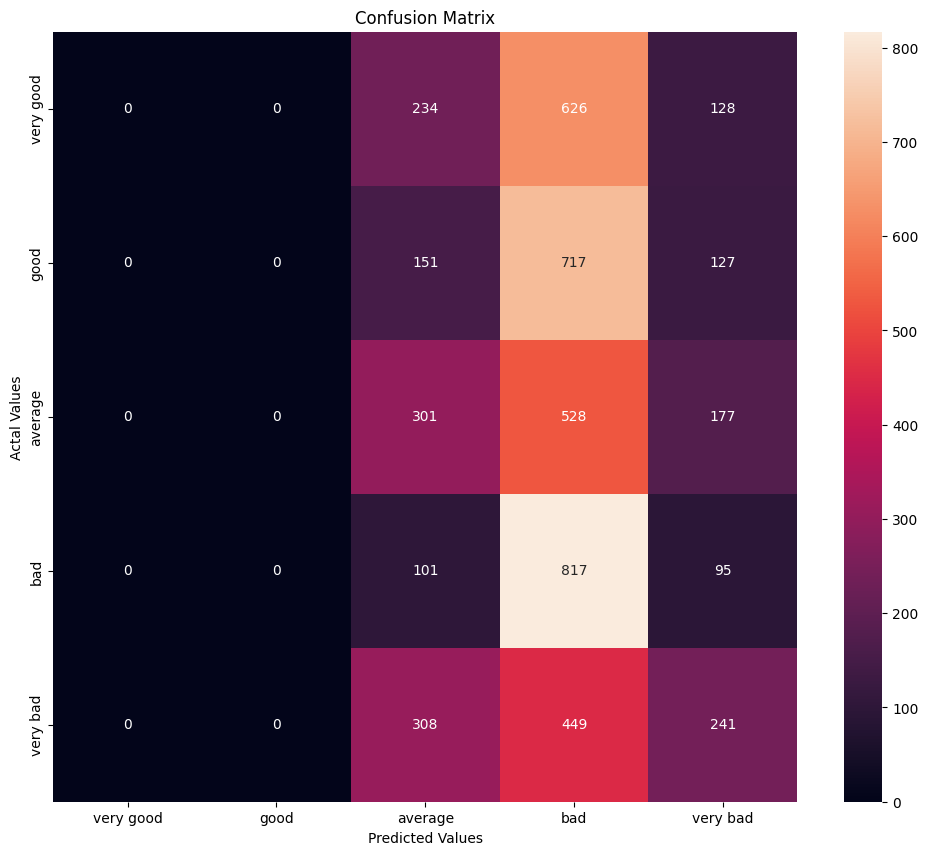 Confusion Matrix
very good 0 0 234 626 128
good 0 0 151 717 127
average 0 0 301 528 177
bad 0 0 101 817 95
very bad 0 0 308 449 241
Actal Values
very good good average bad very bad
Predicted Values
800
700
600
500
400
300
200
100
0